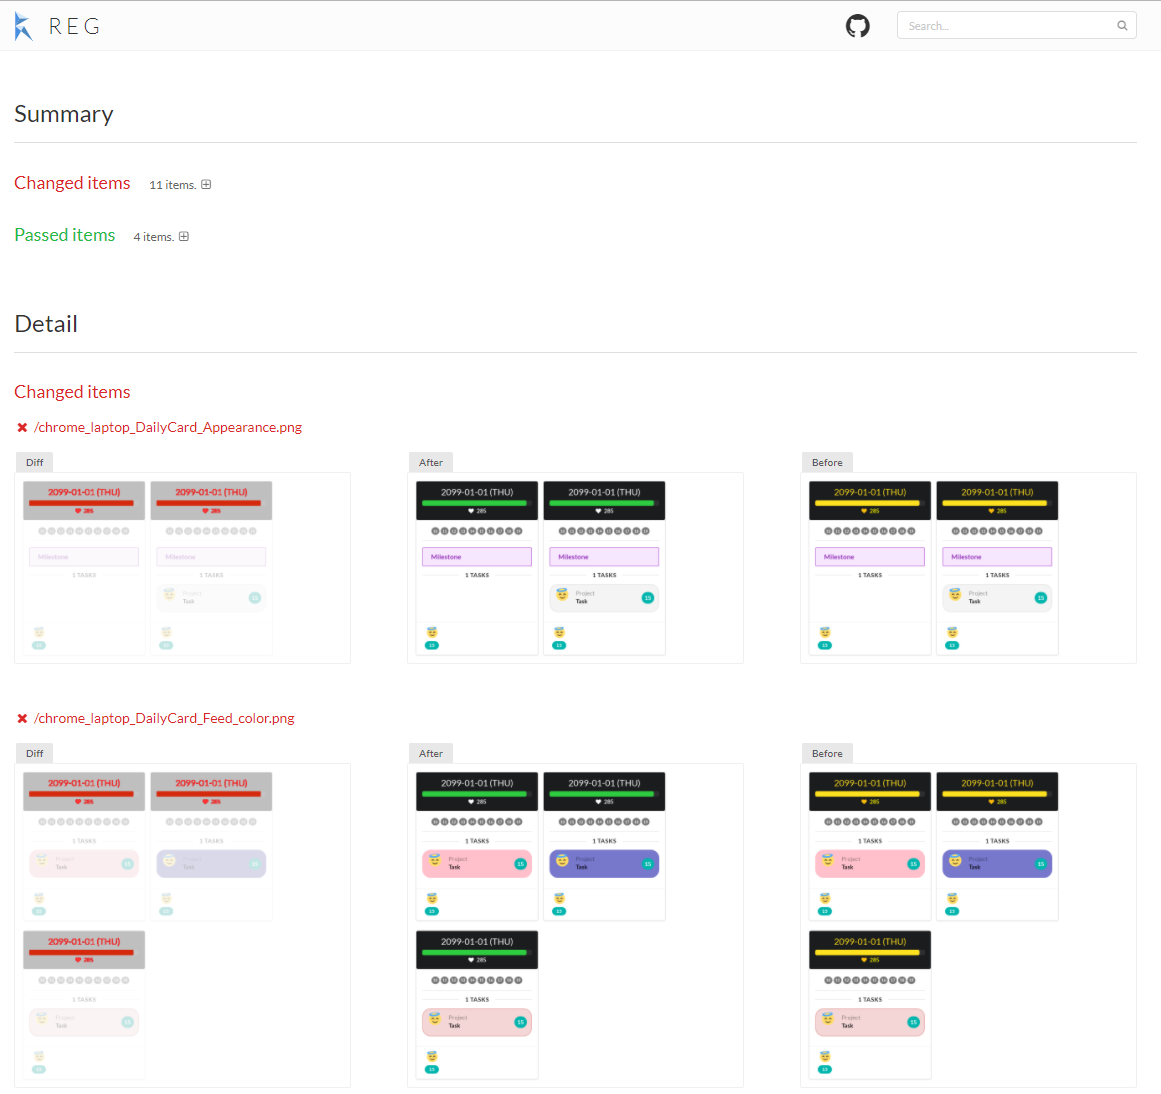 REG
Search...
Summary
Changed items 11 items.
Passed items 4 items.
Detail
Changed items
/chrome_laptop_DailyCard_Appearance.png
Diff After Before
2099-01-01 (THU) 2099-01-01 (THU) 2099-01-01 (THU) 2099-01-01 (THU) 2099-01-01 (THU) 2099-01-01 (THU)
285 285 285 285 285 285
Milestone Milestone Milestone Milestone Milestone Milestone
1 TASKS 1 TASKS 1 TASKS 1 TASKS 1 TASKS 1 TASKS
Project Project Project
Task 15 Task 15 Task 15
15 15 15 15 15 15
/chrome_laptop_DailyCard_Feed_color.png
Diff After Before
2099-01-01 (THU) 2099-01-01 (THU) 2099-01-01 (THU) 2099-01-01 (THU) 2099-01-01 (THU) 2099-01-01 (THU)
285 285 285 285 285 285
1 TASKS 1 TASKS 1 TASKS 1 TASKS 1 TASKS 1 TASKS
Project Project Project Project Project Project
Task 15 Task 15 Task 15 Task 15 Task 15 Task 15
15 15 15 15 15 15
2099-01-01 (THU) 2099-01-01 (THU) 2099-01-01 (THU)
285 285 285
1 TASKS 1 TASKS 1 TASKS
Project Project Project
Task 15 Task 15 Task 15
15 15 15